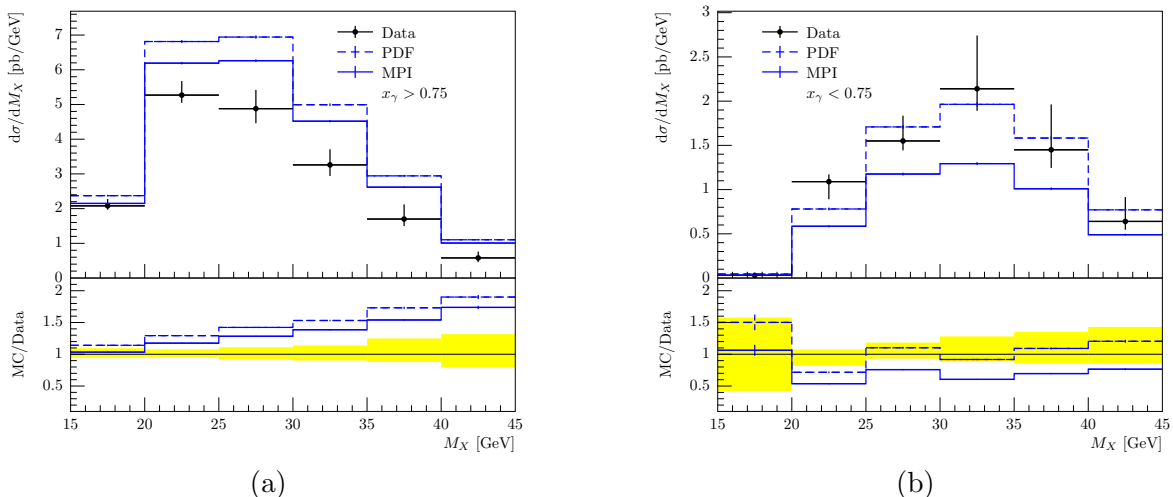 7
6
5
4
3
2
1
0
dσ/dM_X [pb/GeV]
Data
PDF
MPI
x_γ > 0.75
2
1.5
1
0.5
MC/Data
15 20 25 30 35 40 45
M_X [GeV]
(a)
3
2.5
2
1.5
1
0.5
0
dσ/dM_X [pb/GeV]
Data
PDF
MPI
x_γ < 0.75
2
1.5
1
0.5
MC/Data
15 20 25 30 35 40 45
M_X [GeV]
(b)